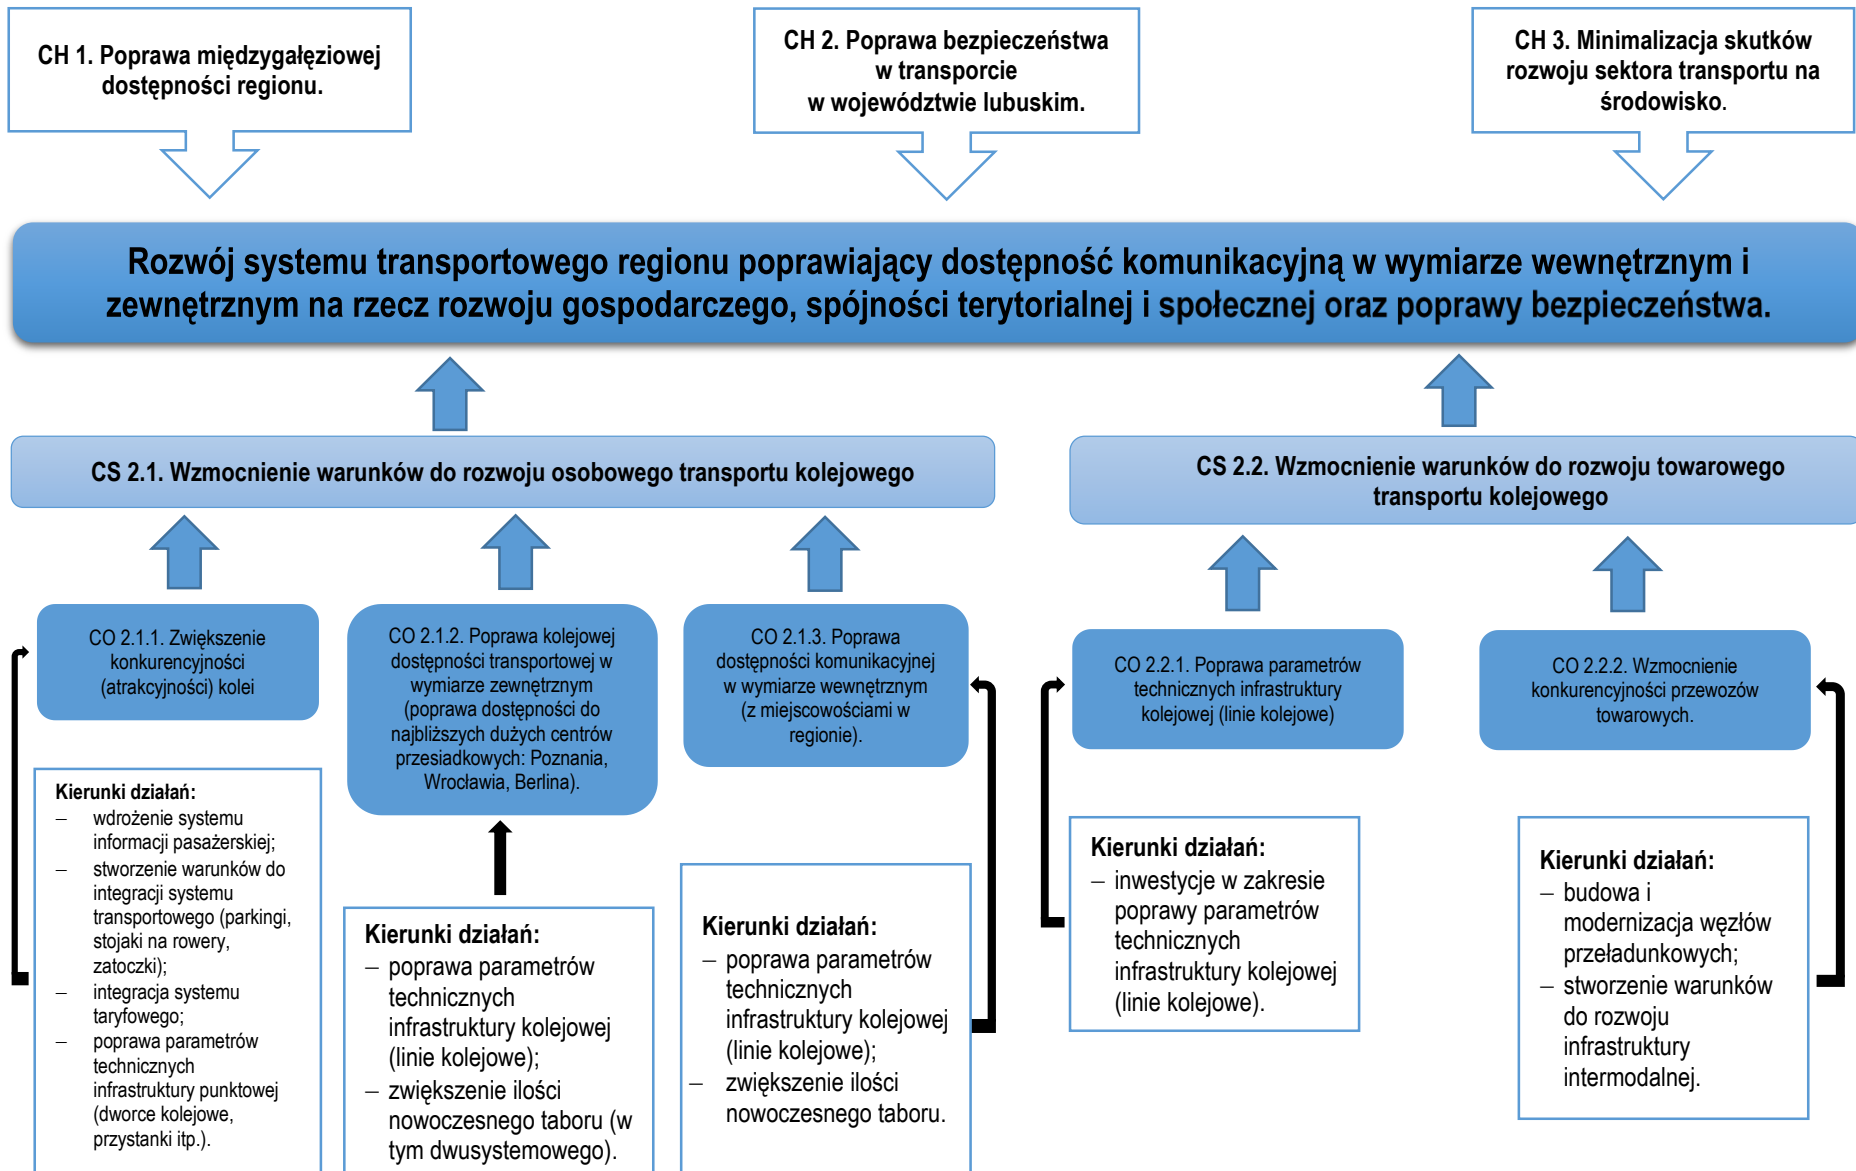 CH 1. Poprawa międzygałęziowej
dostępności regionu.
CH 2. Poprawa bezpieczeństwa
w transporcie
w województwie lubuskim.
CH 3. Minimalizacja skutków
rozwoju sektora transportu na
środowisko.
Rozwój systemu transportowego regionu poprawiający dostępność komunikacyjną w wymiarze wewnętrznym i
zewnętrznym na rzecz rozwoju gospodarczego, spójności terytorialnej i społecznej oraz poprawy bezpieczeństwa.
CS 2.1. Wzmocnienie warunków do rozwoju osobowego transportu kolejowego
CS 2.2. Wzmocnienie warunków do rozwoju towarowego
transportu kolejowego
CO 2.1.1. Zwiększenie
konkurencyjności
(atrakcyjności) kolei
CO 2.1.2. Poprawa kolejowej
dostępności transportowej w
wymiarze zewnętrznym
(poprawa dostępności do
najbliższych dużych centrów
przesiadkowych: Poznania,
Wrocławia, Berlina).
CO 2.1.3. Poprawa
dostępności komunikacyjnej
w wymiarze wewnętrznym
(z miejscowościami w
regionie).
CO 2.2.1. Poprawa parametrów
technicznych infrastruktury
kolejowej (linie kolejowe)
CO 2.2.2. Wzmocnienie
konkurencyjności przewozów
towarowych.
Kierunki działań:
– wdrożenie systemu
informacji pasażerskiej;
– stworzenie warunków do
integracji systemu
transportowego (parkingi,
stojaki na rowery,
zatoczki);
– integracja systemu
taryfowego;
– poprawa parametrów
technicznych
infrastruktury punktowej
(dworce kolejowe,
przystanki itp.).
Kierunki działań:
– poprawa parametrów
technicznych
infrastruktury kolejowej
(linie kolejowe);
– zwiększenie ilości
nowoczesnego taboru (w
tym dwusystemowego).
Kierunki działań:
– poprawa parametrów
technicznych
infrastruktury kolejowej
(linie kolejowe);
– zwiększenie ilości
nowoczesnego taboru.
Kierunki działań:
– inwestycje w zakresie
poprawy parametrów
technicznych
infrastruktury kolejowej
(linie kolejowe).
Kierunki działań:
– budowa i
modernizacja węzłów
przeładunkowych;
– stworzenie warunków
do rozwoju
infrastruktury
intermodalnej.